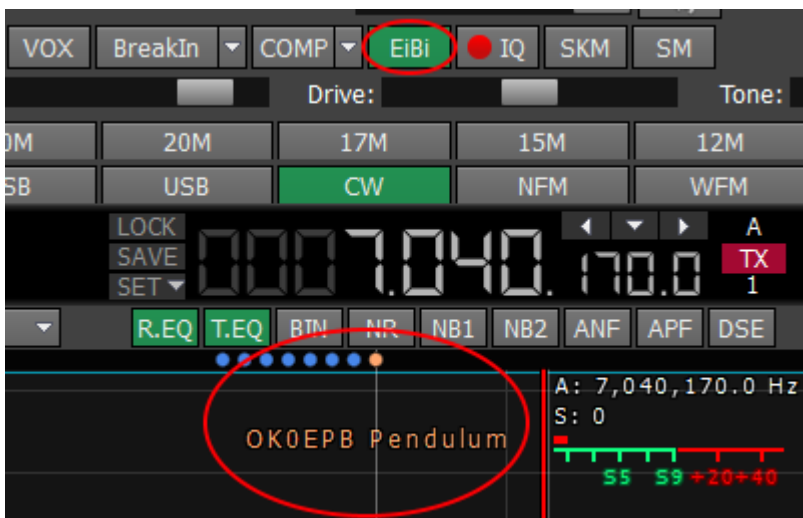 VOX BreakIn COMP EiBi IQ SKM SM
Drive: Tone:
0M 20M 17M 15M 12M
SB USB CW NFM WFM
LOCK A
SAVE 7.040.170.0 TX
SET 1
R.EQ T.EQ BIN NR NB1 NB2 ANF APF DSE
A: 7,040,170.0 Hz
S: 0
OK0EPB Pendulum
S5 S9 +20 +40